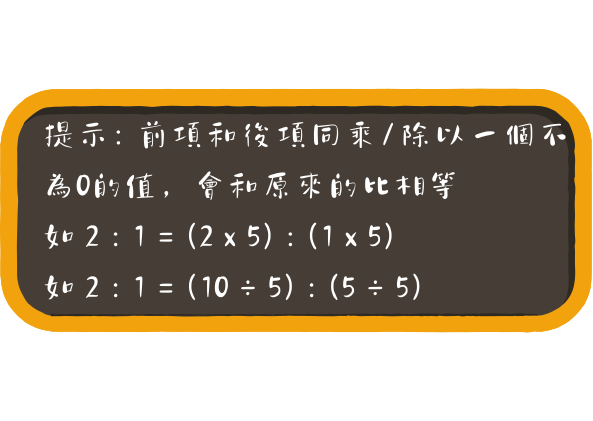 提示: 前項和後項同乘/除以一個不
為0的值，會和原來的比相等
如 2 : 1 = (2 x 5) : (1 x 5)
如 2 : 1 = (10 ÷ 5) : (5 ÷ 5)